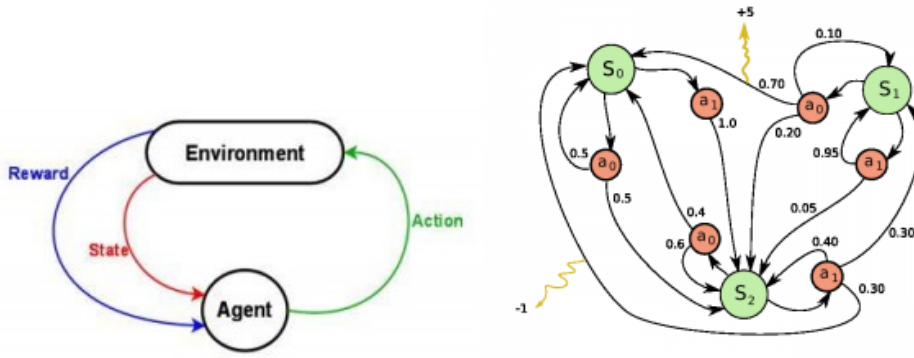 Environment
Reward
State
Action
Agent
+5
0.10
S0
0.70
S1
a1
a0
1.0
0.20
0.5
a0
0.95
a1
0.5
0.05
0.4
0.30
a0
0.6
0.40
S2
a1
0.30
-1